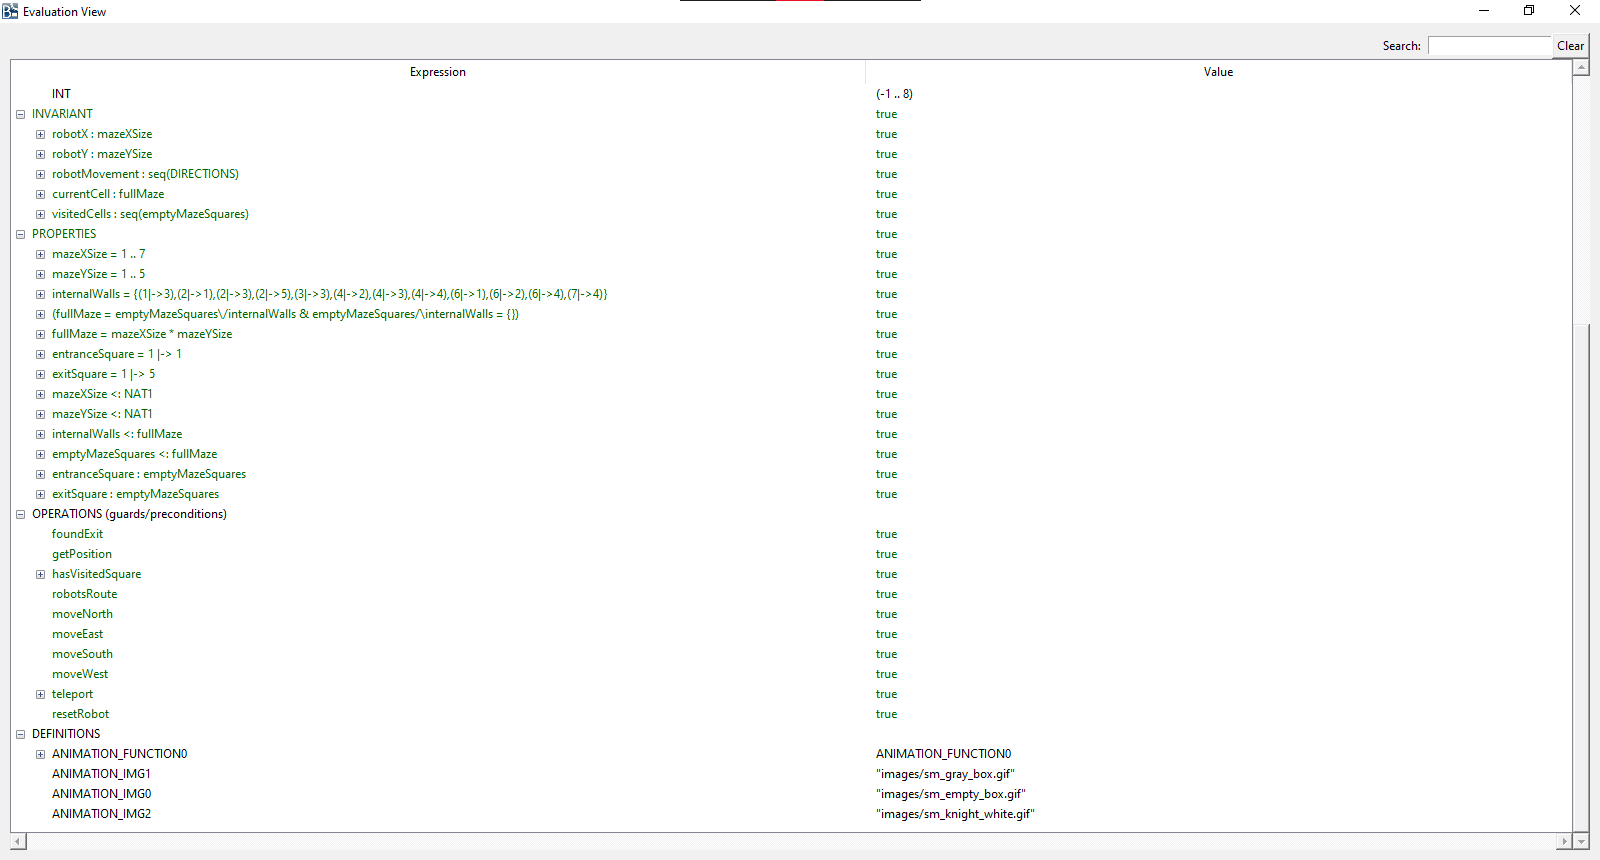 Evaluation View
Search: Clear
Expression Value
INT (-1 .. 8)
INVARIANT true
robotX : mazeXSize true
robotY : mazeYSize true
robotMovement : seq(DIRECTIONS) true
currentCell : fullMaze true
visitedCells : seq(emptyMazeSquares) true
PROPERTIES true
mazeXSize = 1 .. 7 true
mazeYSize = 1 .. 5 true
internalWalls = {(1|->3),(2|->1),(2|->3),(2|->5),(3|->3),(4|->2),(4|->3),(4|->4),(6|->1),(6|->2),(6|->4),(7|->4)} true
(fullMaze = emptyMazeSquares\/internalWalls & emptyMazeSquares/\internalWalls = {}) true
fullMaze = mazeXSize * mazeYSize true
entranceSquare = 1 |-> 1 true
exitSquare = 1 |-> 5 true
mazeXSize <: NAT1 true
mazeYSize <: NAT1 true
internalWalls <: fullMaze true
emptyMazeSquares <: fullMaze true
entranceSquare : emptyMazeSquares true
exitSquare : emptyMazeSquares true
OPERATIONS (guards/preconditions)
foundExit true
getPosition true
hasVisitedSquare true
robotsRoute true
moveNorth true
moveEast true
moveSouth true
moveWest true
teleport true
resetRobot true
DEFINITIONS
ANIMATION_FUNCTION0 ANIMATION_FUNCTION0
ANIMATION_IMG1 "images/sm_gray_box.gif"
ANIMATION_IMG0 "images/sm_empty_box.gif"
ANIMATION_IMG2 "images/sm_knight_white.gif"